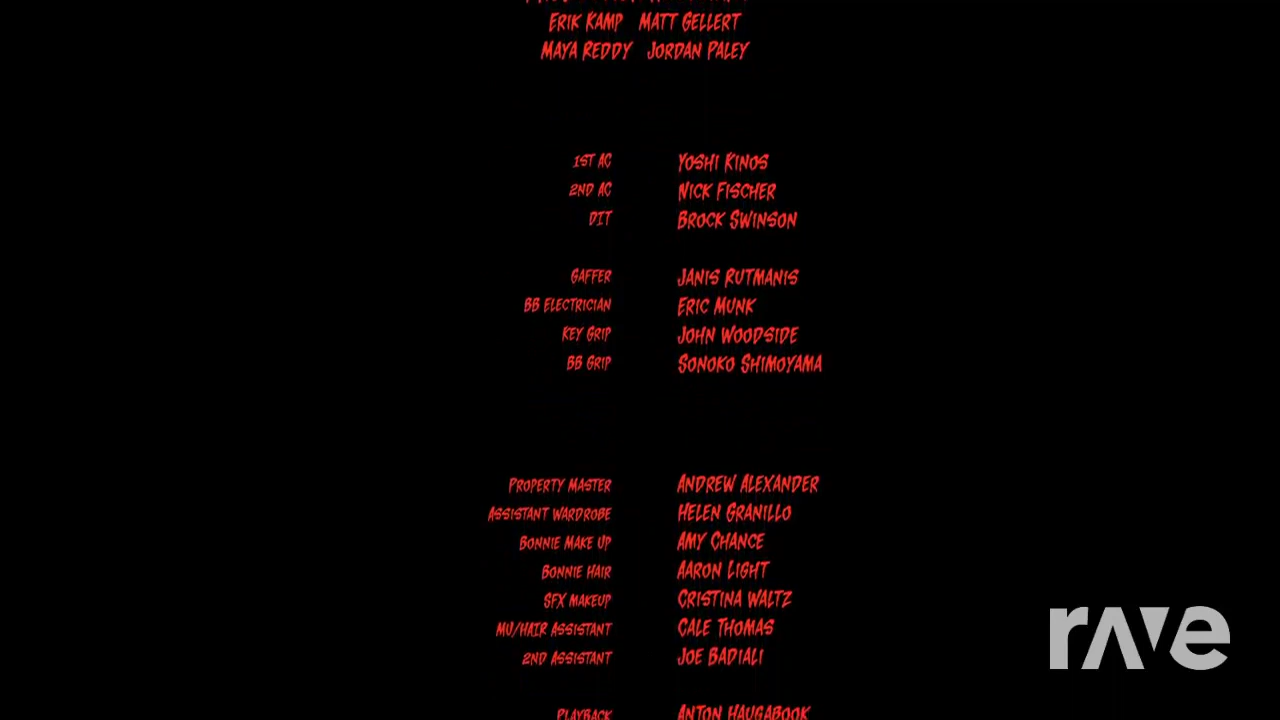 Erik Kamp Matt Gellert
Maya Reddy Jordan Paley
1st AC Yoshi Kinos
2nd AC Nick Fischer
DIT Brock Swinson
Gaffer Janis Rutmanis
BB Electrician Eric Munk
Key Grip John Woodside
BB Grip Sonoko Shimoyama
Property Master Andrew Alexander
Assistant Wardrobe Helen Granillo
Bonnie Make Up Amy Chance
Bonnie Hair Aaron Light
SFX Makeup Cristina Waltz
MU/Hair Assistant Cale Thomas
2nd Assistant Joe Badiali
Playback Anton Haugabook
rave